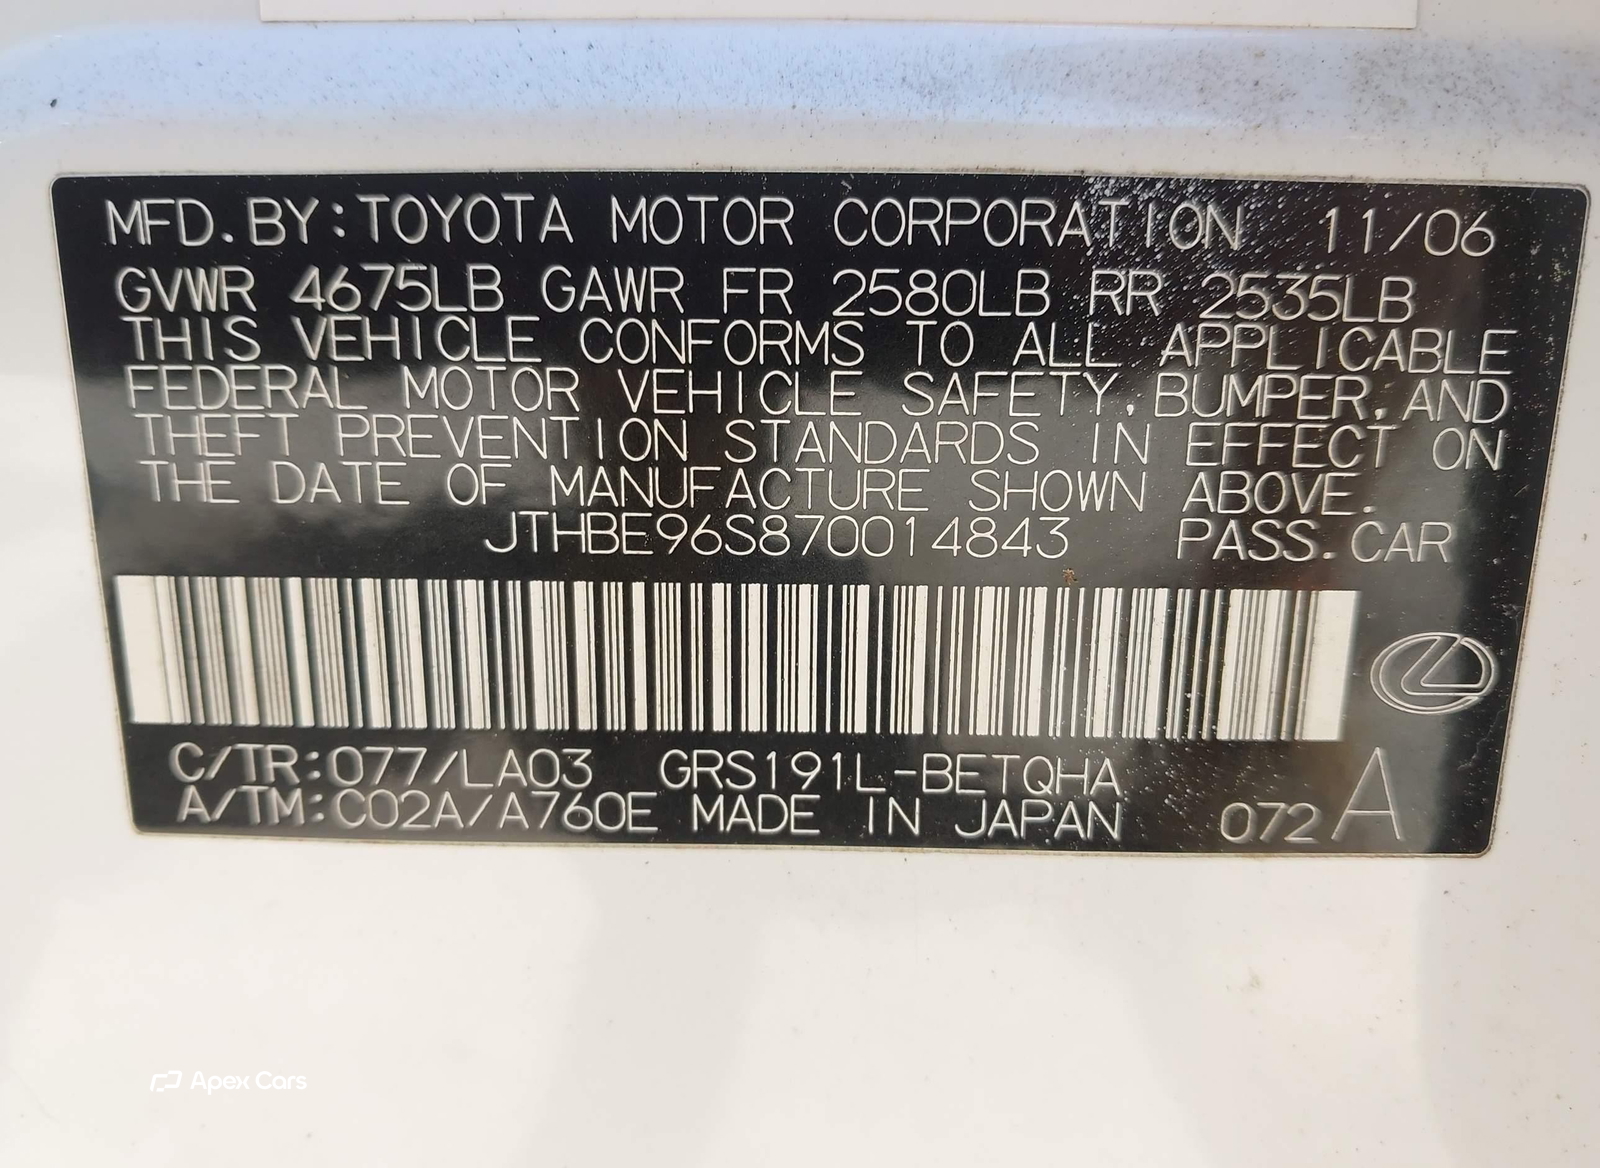 MFD. BY: TOYOTA MOTOR CORPORATION 11/06
GVWR 4675LB GAWR FR 2580LB RR 2535LB
THIS VEHICLE CONFORMS TO ALL APPLICABLE
FEDERAL MOTOR VEHICLE SAFETY, BUMPER, AND
THEFT PREVENTION STANDARDS IN EFFECT ON
THE DATE OF MANUFACTURE SHOWN ABOVE.
JTHBE96S870014843 PASS. CAR
C/TR: 077/LA03 GRS191L-BETQHA
A/TM: C02A/A760E MADE IN JAPAN 072 A
Apex Cars